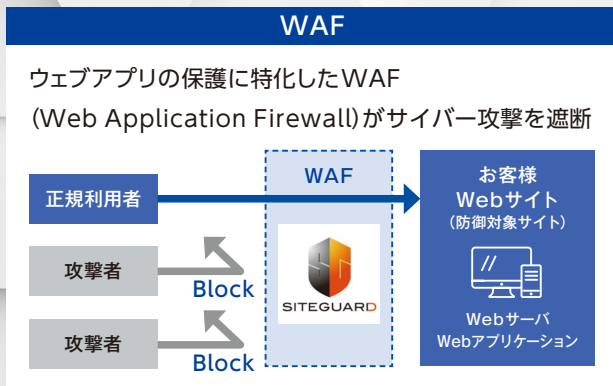 WAF
ウェブアプリの保護に特化したWAF
(Web Application Firewall)がサイバー攻撃を遮断
正規利用者
攻撃者
Block
攻撃者
Block
WAF
SITEGUARD
お客様
Webサイト
(防御対象サイト)
Webサーバ
Webアプリケーション